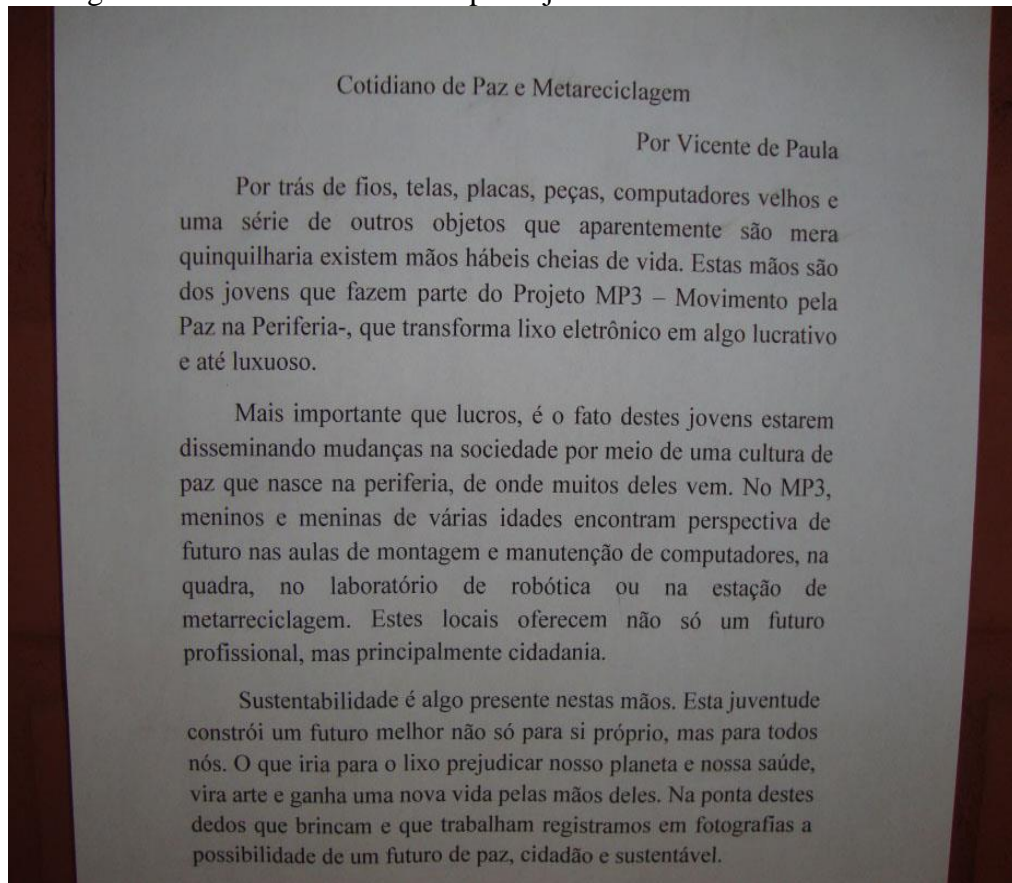 Cotidiano de Paz e Metareciclagem
Por Vicente de Paula
Por trás de fios, telas, placas, peças, computadores velhos e
uma série de outros objetos que aparentemente são mera
quinquilharia existem mãos hábeis cheias de vida. Estas mãos são
dos jovens que fazem parte do Projeto MP3 – Movimento pela
Paz na Periferia-, que transforma lixo eletrônico em algo lucrativo
e até luxuoso.
Mais importante que lucros, é o fato destes jovens estarem
disseminando mudanças na sociedade por meio de uma cultura de
paz que nasce na periferia, de onde muitos deles vem. No MP3,
meninos e meninas de várias idades encontram perspectiva de
futuro nas aulas de montagem e manutenção de computadores, na
quadra, no laboratório de robótica ou na estação de
metarreciclagem. Estes locais oferecem não só um futuro
profissional, mas principalmente cidadania.
Sustentabilidade é algo presente nestas mãos. Esta juventude
constrói um futuro melhor não só para si próprio, mas para todos
nós. O que iria para o lixo prejudicar nosso planeta e nossa saúde,
vira arte e ganha uma nova vida pelas mãos deles. Na ponta destes
dedos que brincam e que trabalham registramos em fotografias a
possibilidade de um futuro de paz, cidadão e sustentável.